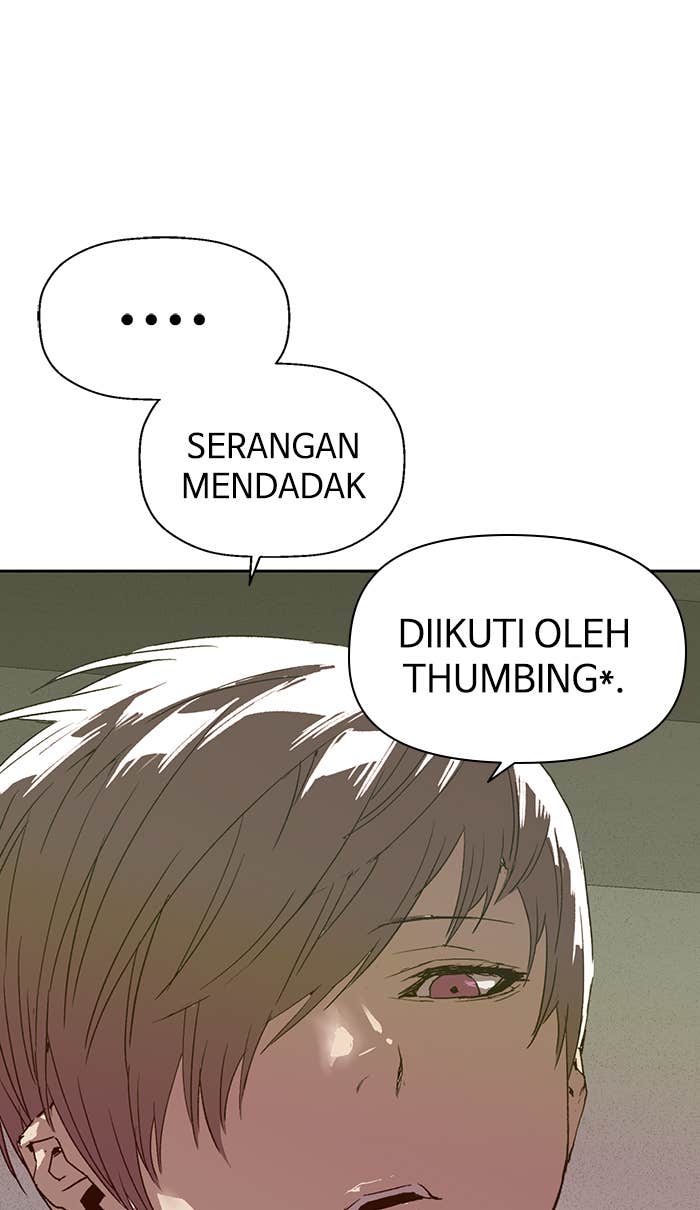 ....
SERANGAN
MENDADAK
DIIKUTI OLEH
THUMBING*.